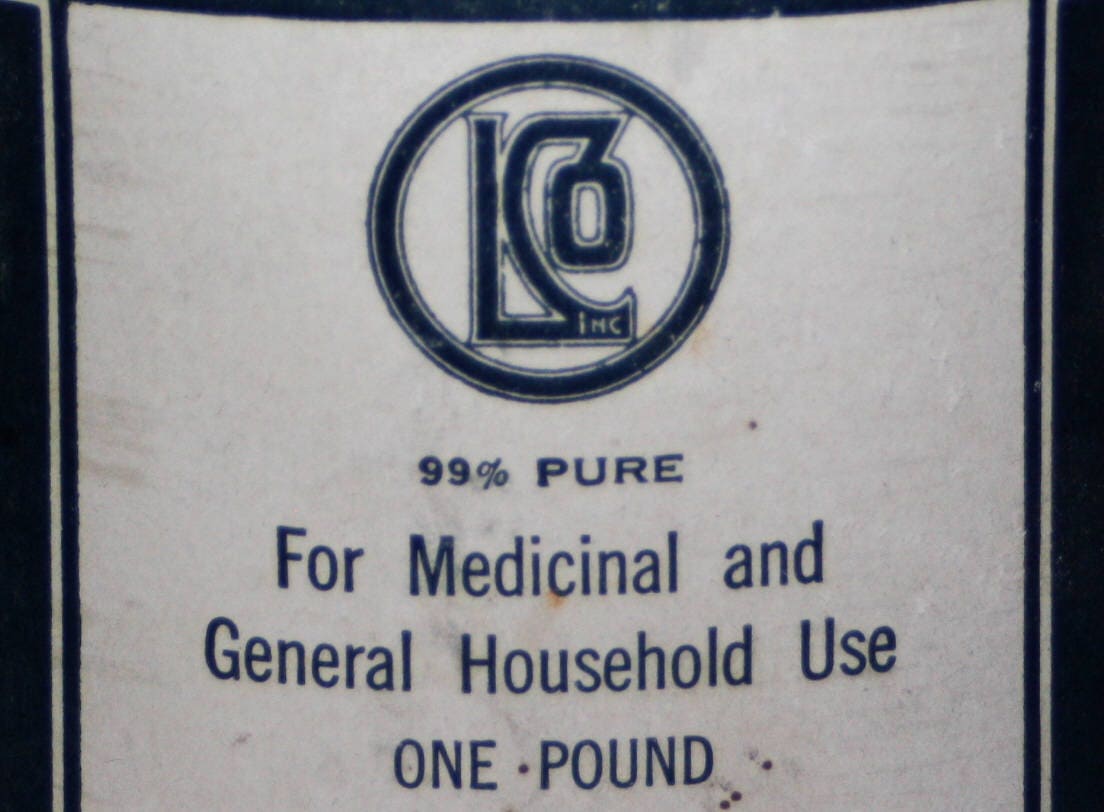 LCo
INC
99% PURE
For Medicinal and
General Household Use
ONE POUND